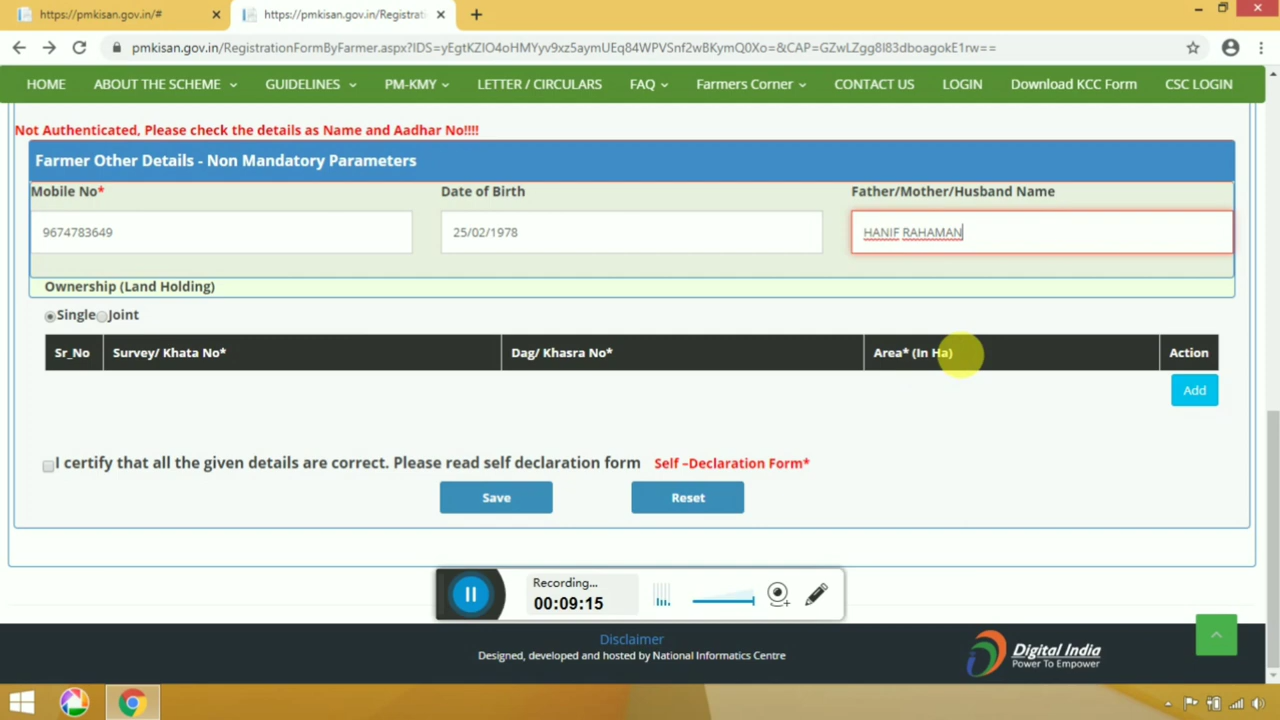 https://pmkisan.gov.in/#
https://pmkisan.gov.in/Registrati
pmkisan.gov.in/RegistrationFormByFarmer.aspx?IDS=yEgtKZIO4oHMYyv9xz5aymUEq84WPVSnf2wBKymQ0Xo=&CAP=GZwLZgg8l83dboagokE1rw==
HOME ABOUT THE SCHEME GUIDELINES PM-KMY LETTER / CIRCULARS FAQ Farmers Corner CONTACT US LOGIN Download KCC Form CSC LOGIN
Not Authenticated, Please check the details as Name and Aadhar No!!!!
Farmer Other Details - Non Mandatory Parameters
Mobile No* Date of Birth Father/Mother/Husband Name
9674783649 25/02/1978 HANIF RAHAMAN
Ownership (Land Holding)
Single Joint
Sr_No Survey/ Khata No* Dag/ Khasra No* Area* (In Ha) Action
Add
I certify that all the given details are correct. Please read self declaration form Self –Declaration Form*
Save Reset
Recording...
00:09:15
Disclaimer
Designed, developed and hosted by National Informatics Centre
Digital India
Power To Empower